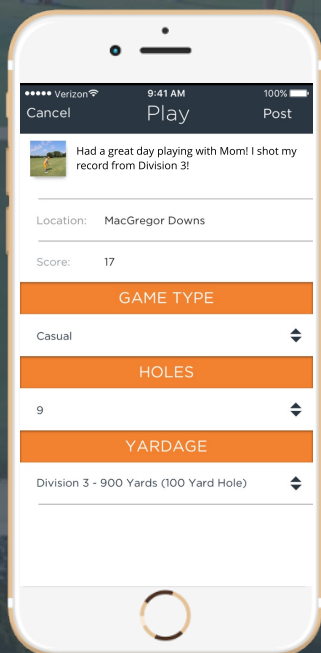 Verizon 9:41 AM 100%
Cancel Play Post
Had a great day playing with Mom! I shot my
record from Division 3!
Location: MacGregor Downs
Score: 17
GAME TYPE
Casual
HOLES
9
YARDAGE
Division 3 - 900 Yards (100 Yard Hole)